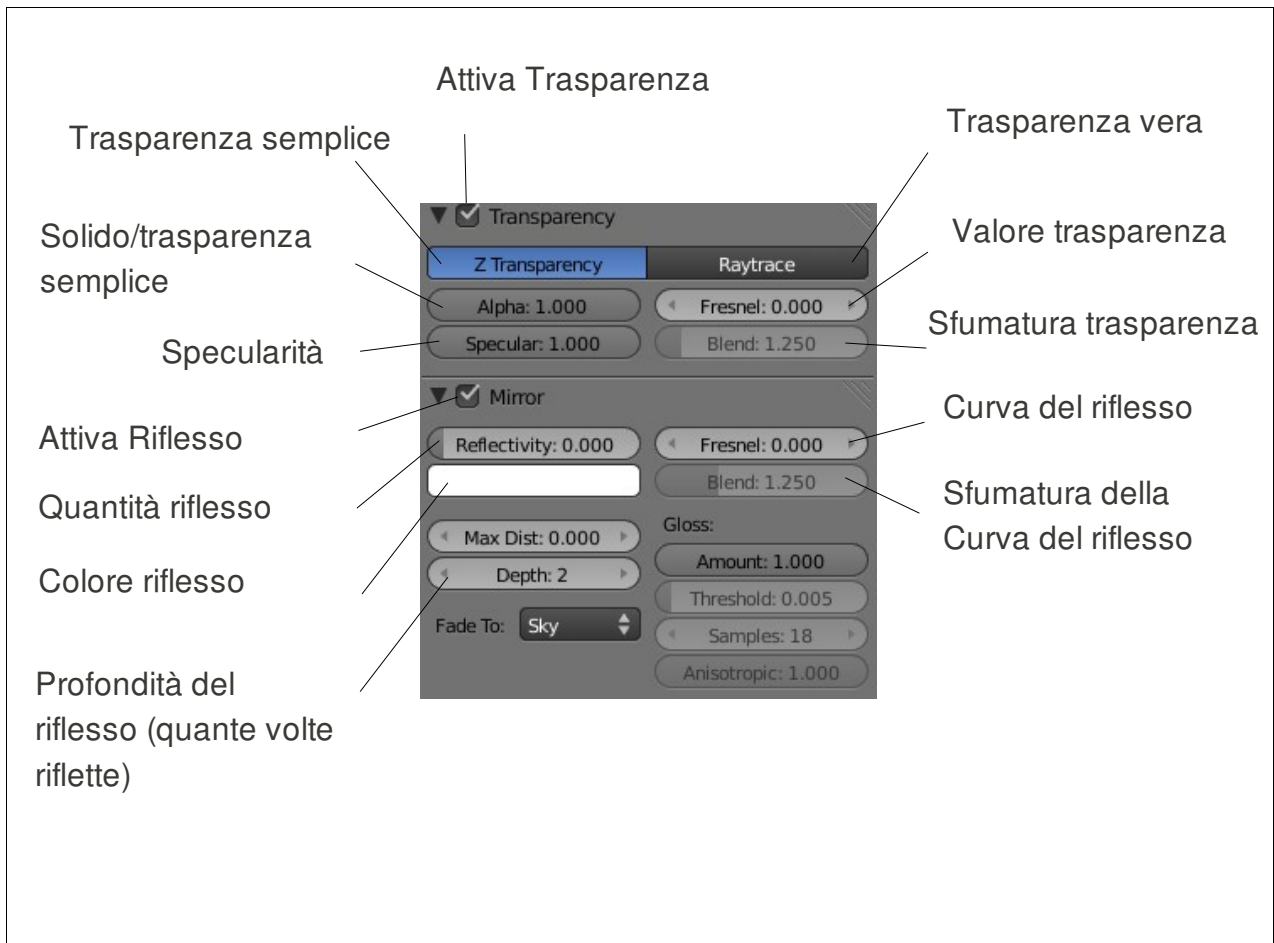 Attiva Trasparenza
Trasparenza semplice
Trasparenza vera
Solido/trasparenza
semplice
Valore trasparenza
Specularità
Sfumatura trasparenza
Attiva Riflesso
Curva del riflesso
Quantità riflesso
Sfumatura della
Curva del riflesso
Colore riflesso
Profondità del
riflesso (quante volte
riflette)
Transparency
Z Transparency
Raytrace
Alpha: 1.000
Fresnel: 0.000
Specular: 1.000
Blend: 1.250
Mirror
Reflectivity: 0.000
Fresnel: 0.000
Blend: 1.250
Max Dist: 0.000
Depth: 2
Fade To: Sky
Gloss:
Amount: 1.000
Threshold: 0.005
Samples: 18
Anisotropic: 1.000